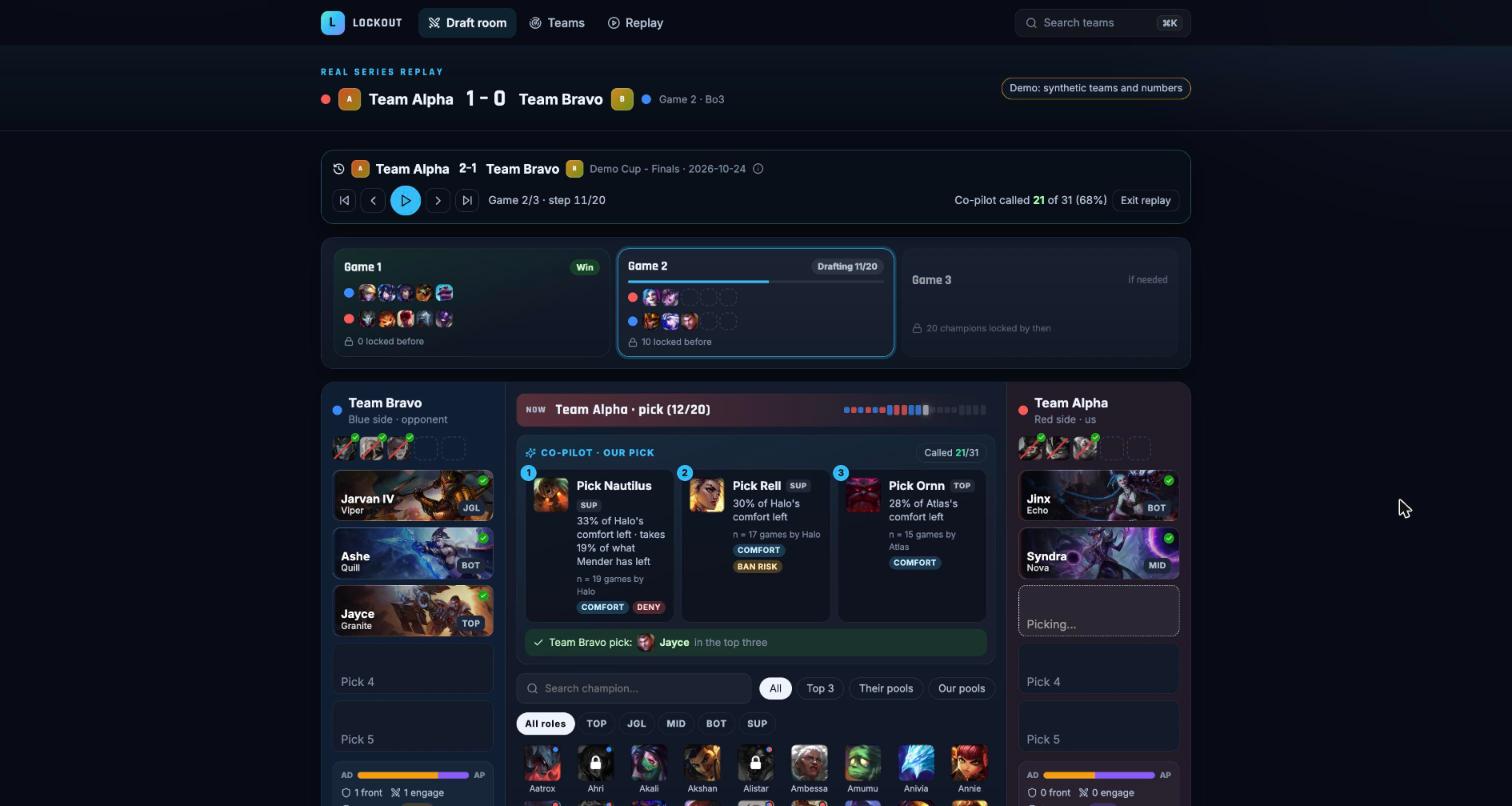 L LOCKOUT Draft room Teams Replay Search teams ⌘K
REAL SERIES REPLAY
A Team Alpha 1 – 0 Team Bravo B Game 2 · Bo3
Demo: synthetic teams and numbers
A Team Alpha 2–1 Team Bravo B Demo Cup - Finals · 2026-10-24
Game 2/3 · step 11/20
Co-pilot called 21 of 31 (68%) Exit replay
Game 1 Win
0 locked before
Game 2 Drafting 11/20
10 locked before
Game 3 if needed
20 champions locked by then
Team Bravo
Blue side · opponent
Jarvan IV
Viper JGL
Ashe
Quill BOT
Jayce
Granite TOP
Pick 4
Pick 5
AD AP
1 front 1 engage
NOW Team Alpha · pick (12/20)
CO-PILOT · OUR PICK Called 21/31
1
Pick Nautilus
SUP
33% of Halo's
comfort left · takes
19% of what
Mender has left
n = 19 games by
Halo
COMFORT DENY
2
Pick Rell SUP
30% of Halo's
comfort left
n = 17 games by Halo
COMFORT
BAN RISK
3
Pick Ornn TOP
28% of Atlas's
comfort left
n = 15 games by
Atlas
COMFORT
Team Bravo pick: Jayce in the top three
Search champion... All Top 3 Their pools Our pools
All roles TOP JGL MID BOT SUP
Aatrox Ahri Akali Akshan Alistar Ambessa Amumu Anivia Annie
Team Alpha
Red side · us
Jinx
Echo BOT
Syndra
Nova MID
Picking...
Pick 4
Pick 5
AD AP
0 front 0 engage